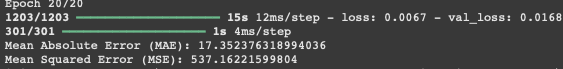 Epoch 20/20
1203/1203 ━━━━━━━━━━━━━━━━━━━━ 15s 12ms/step - loss: 0.0067 - val_loss: 0.0168
301/301 ━━━━━━━━━━━━━━━━━━━━ 1s 4ms/step
Mean Absolute Error (MAE): 17.352376318994036
Mean Squared Error (MSE): 537.16221599804